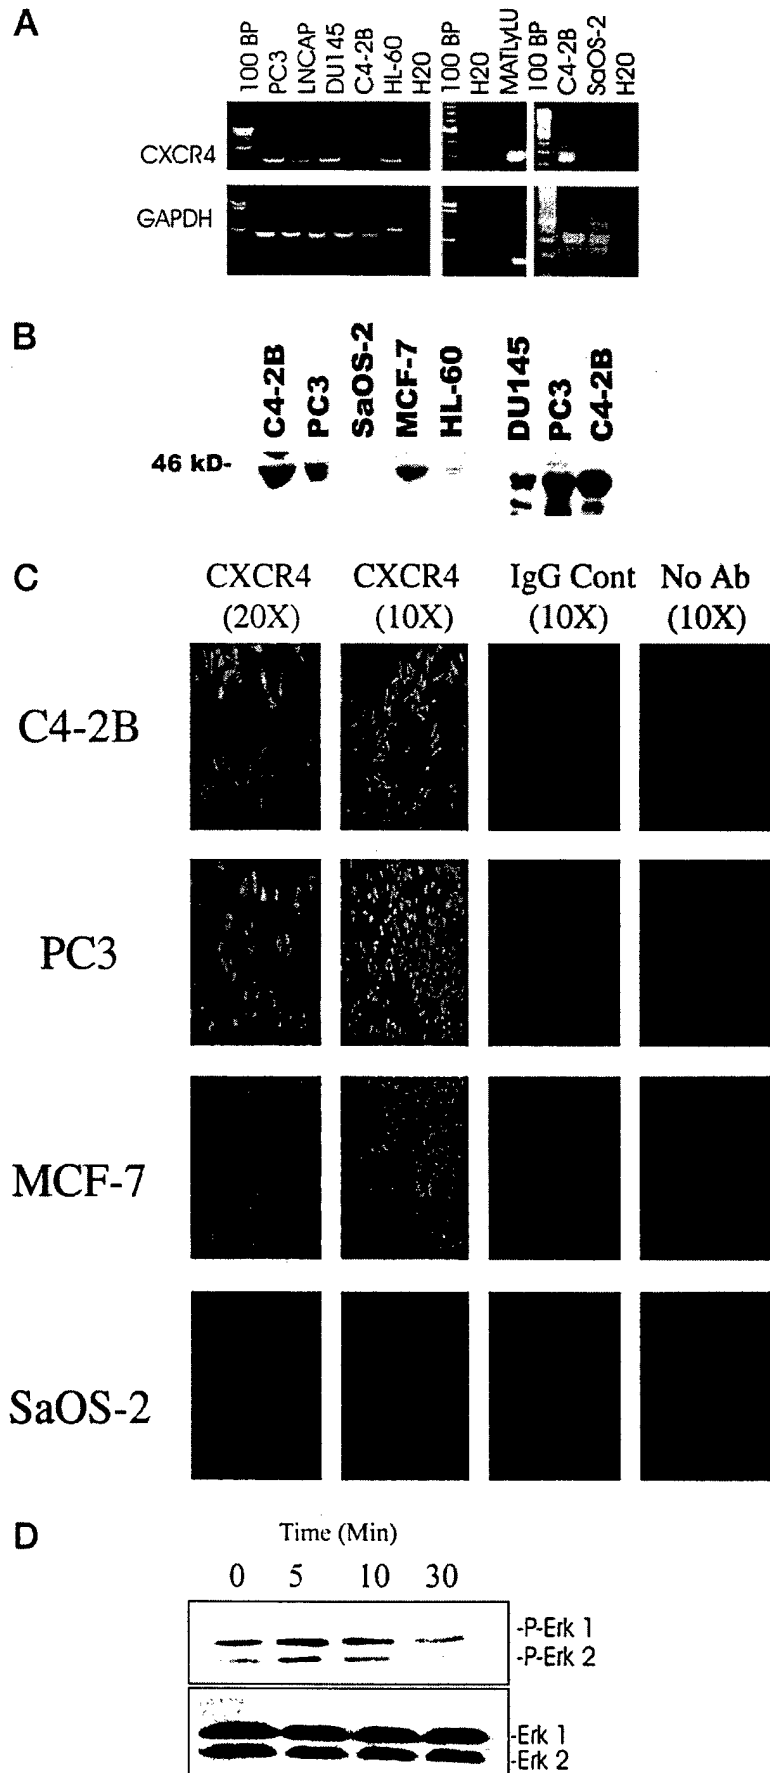 A
100 BP
PC3
LNCAP
DU145
C4-2B
HL-60
H20
100 BP
H20
MATLyLU
100 BP
C4-2B
SaOS-2
H20
CXCR4
GAPDH
B
C4-2B
PC3
SaOS-2
MCF-7
HL-60
DU145
PC3
C4-2B
46 kD-
C
CXCR4 (20X)
CXCR4 (10X)
IgG Cont (10X)
No Ab (10X)
C4-2B
PC3
MCF-7
SaOS-2
D
Time (Min)
0 5 10 30
-P-Erk 1
-P-Erk 2
-Erk 1
-Erk 2